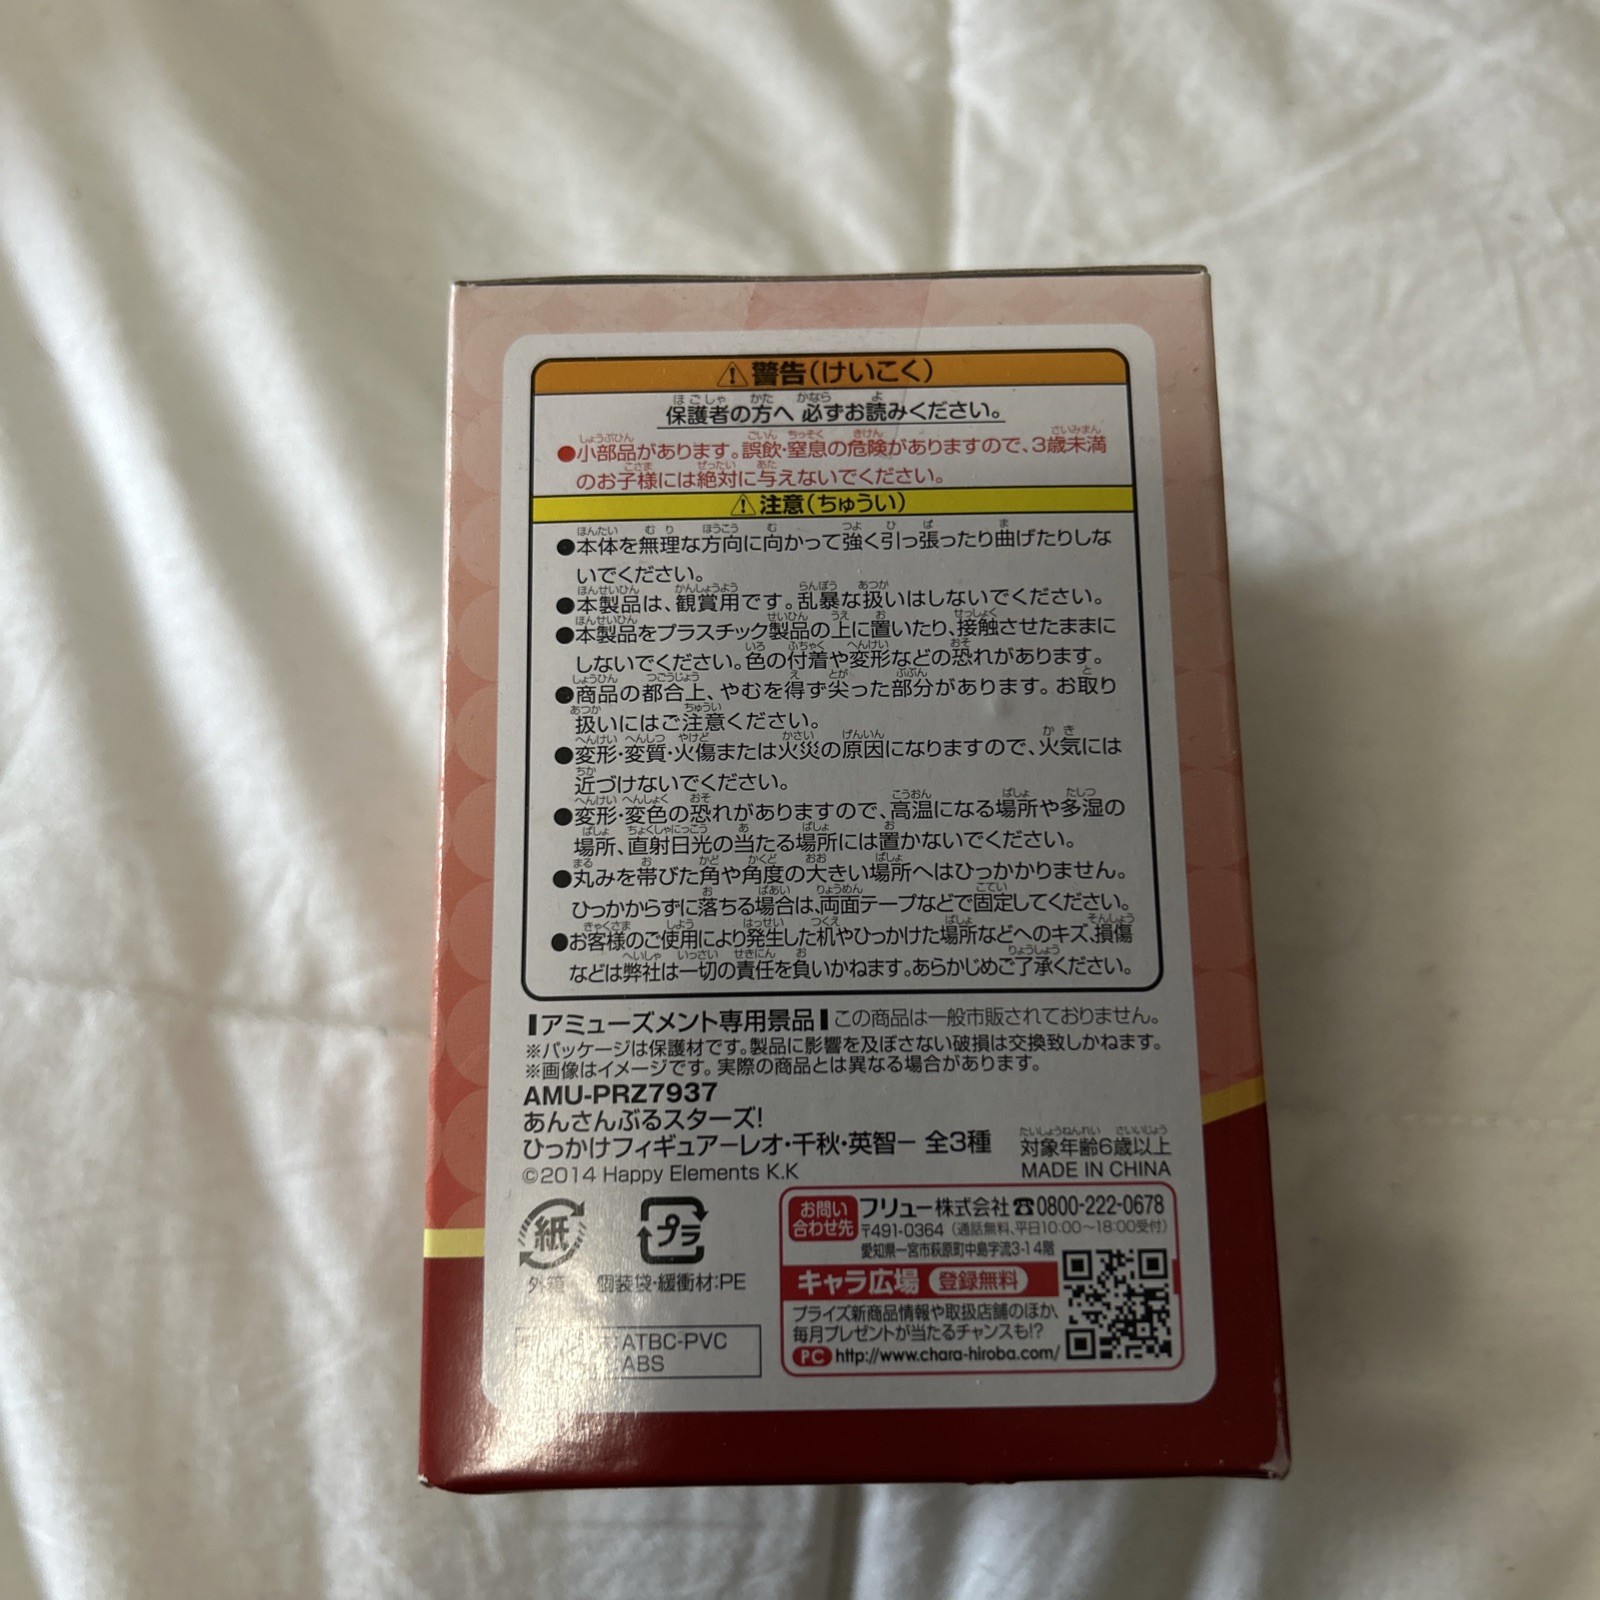 ⚠警告(けいこく)
保護者の方へ 必ずお読みください。
●小部品があります。誤飲・窒息の危険がありますので、3歳未満
のお子様には絶対に与えないでください。
⚠注意(ちゅうい)
●本体を無理な方向に向かって強く引っ張ったり曲げたりしな
いでください。
●本製品は、観賞用です。乱暴な扱いはしないでください。
●本製品をプラスチック製品の上に置いたり、接触させたままに
しないでください。色の付着や変形などの恐れがあります。
●商品の都合上、やむを得ず尖った部分があります。お取り
扱いにはご注意ください。
●変形・変質・火傷または火災の原因になりますので、火気には
近づけないでください。
●変形・変色の恐れがありますので、高温になる場所や多湿の
場所、直射日光の当たる場所には置かないでください。
●丸みを帯びた角や角度の大きい場所へはひっかかりません。
ひっかからずに落ちる場合は、両面テープなどで固定してください。
●お客様のご使用により発生した机やひっかけた場所などへのキズ、損傷
などは弊社は一切の責任を負いかねます。あらかじめご了承ください。
アミューズメント専用景品 この商品は一般市販されておりません。
※パッケージは保護材です。製品に影響を及ぼさない破損は交換致しかねます。
※画像はイメージです。実際の商品とは異なる場合があります。
AMU-PRZ7937
あんさんぶるスターズ!
ひっかけフィギュアーレオ・千秋・英智ー 全3種
対象年齢6歳以上
©2014 Happy Elements K.K
MADE IN CHINA
紙
外箱
プラ
個装袋・緩衝材:PE
ATBC-PVC
ABS
お問い
合わせ先
フリュー株式会社 ☎0800-222-0678
〒491-0364 (通話無料、平日10:00〜18:00受付)
愛知県一宮市萩原町中島字流3-1 4階
キャラ広場 登録無料
プライズ新商品情報や取扱店舗のほか、
毎月プレゼントが当たるチャンスも!?
PC http://www.chara-hiroba.com/